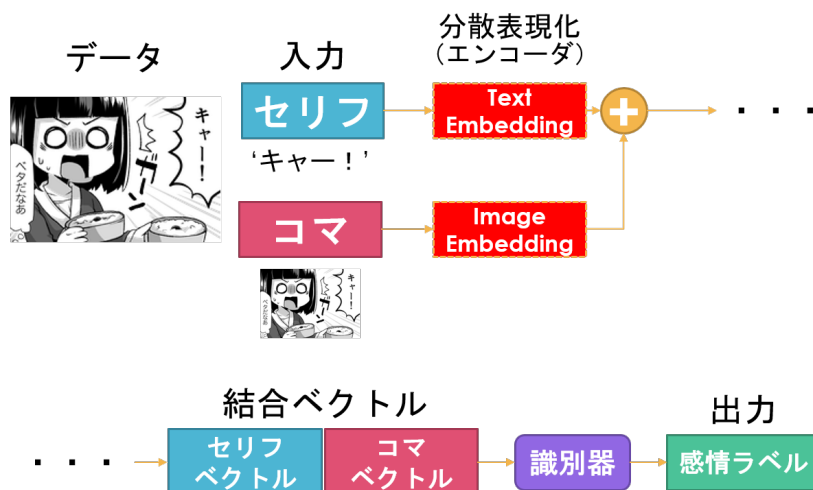 データ
入力
分散表現化
(エンコーダ)
キャー！
ガーン
ベタだなあ
セリフ
Text
Embedding
+
・・・
‘キャー！’
コマ
Image
Embedding
キャー！
ガーン
ベタだなあ
結合ベクトル
出力
・・・
セリフ
ベクトル
コマ
ベクトル
識別器
感情ラベル